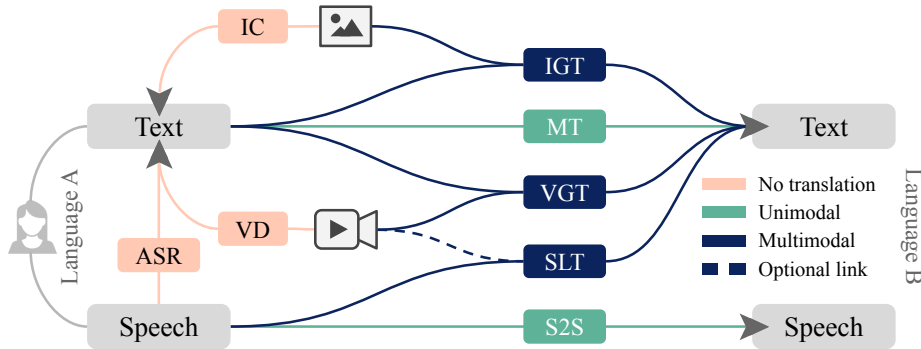 IC
IGT
Text
MT
Text
Language A
VD
VGT
ASR
SLT
Speech
S2S
Speech
No translation
Unimodal
Multimodal
Optional link
Language B